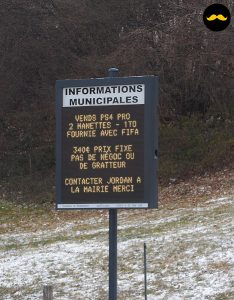 INFORMATIONS
MUNICIPALES
VENDS PS4 PRO
2 MANETTES - 1TO
FOURNIE AVEC FIFA
340€ PRIX FIXE
PAS DE NÉGOC OU
DE GRATTEUR
CONTACTER JORDAN A
LA MAIRIE MERCI